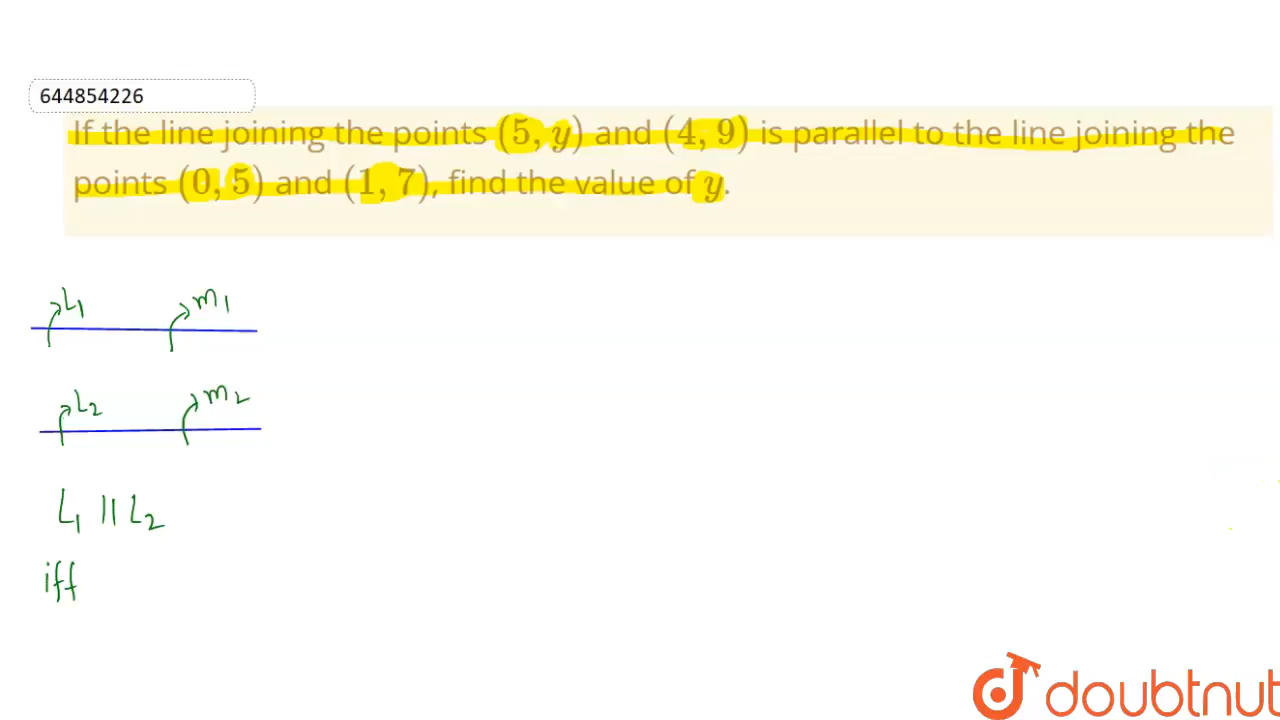 644854226
If the line joining the points (5, y) and (4, 9) is parallel to the line joining the
points (0, 5) and (1, 7), find the value of y.
L1 m1
L2 m2
L1 || L2
iff
doubtnut